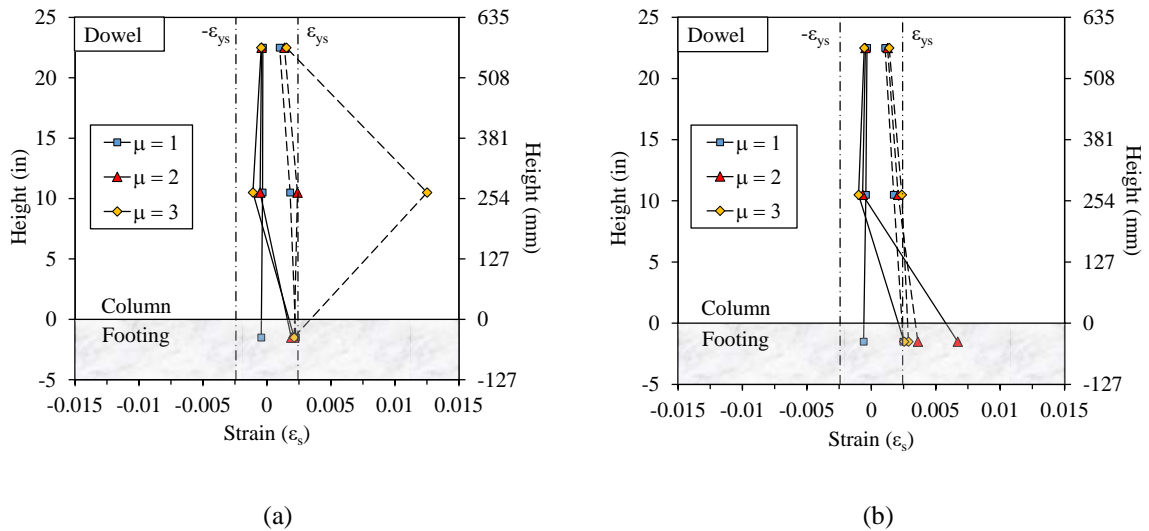 Dowel
-εys
εys
25
20
15
10
5
0
-5
Height (in)
635
508
381
254
127
0
-127
Height (mm)
μ = 1
μ = 2
μ = 3
Column
Footing
-0.015 -0.01 -0.005 0 0.005 0.01 0.015
Strain (εs)
(a)
Dowel
-εys
εys
25
20
15
10
5
0
-5
Height (in)
635
508
381
254
127
0
-127
Height (mm)
μ = 1
μ = 2
μ = 3
Column
Footing
-0.015 -0.01 -0.005 0 0.005 0.01 0.015
Strain (εs)
(b)